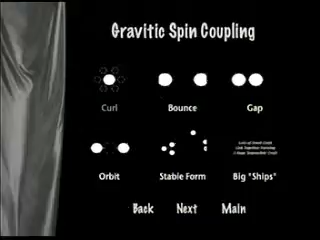 Gravitic Spin Coupling
Curl
Bounce
Gap
Orbit
Stable Form
Big "Ships"
Back
Next
Main